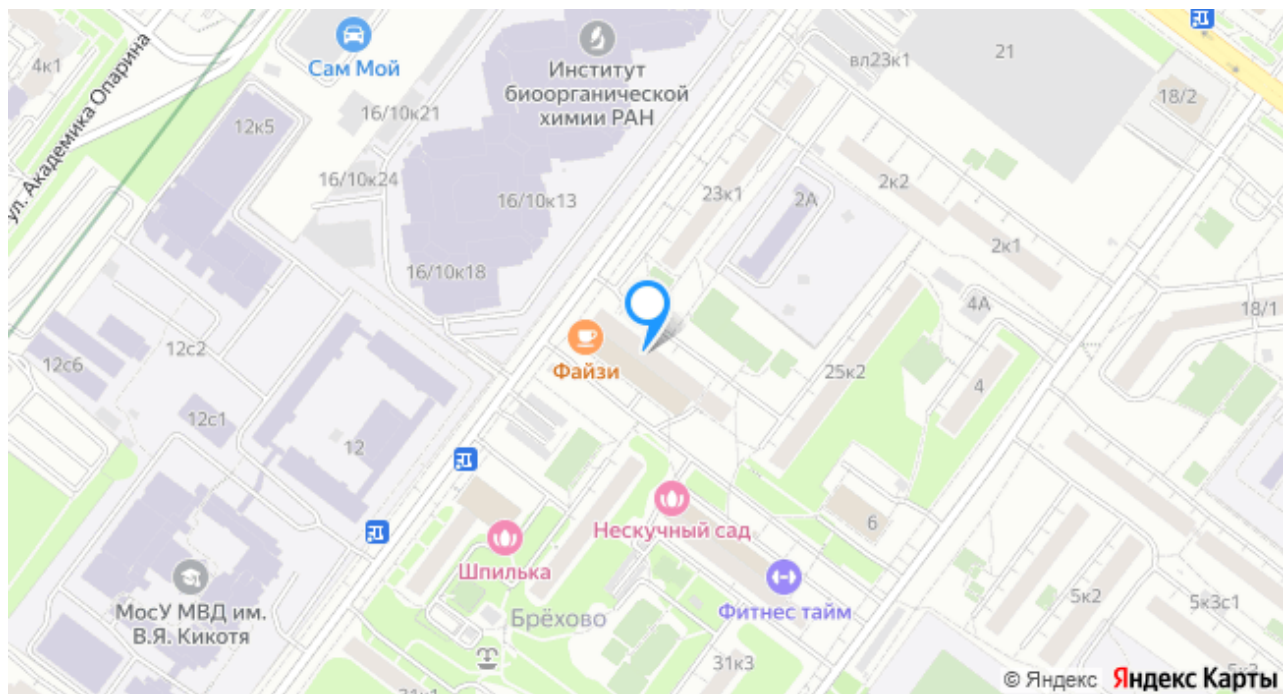 4к1
ул. Академика Опарина
Сам Мой
12к5
16/10к21
16/10к24
Институт
биоорганической
химии РАН
16/10к13
16/10к18
вл23к1
21
18/2
23к1
2А
2к2
2к1
4А
18/1
12с6
12с2
12с1
12
Файзи
25к2
4
Нескучный сад
6
Шпилька
Фитнес тайм
МосУ МВД им.
В.Я. Кикотя
Брёхово
5к2
5к3с1
31к3
© Яндекс Яндекс Карты